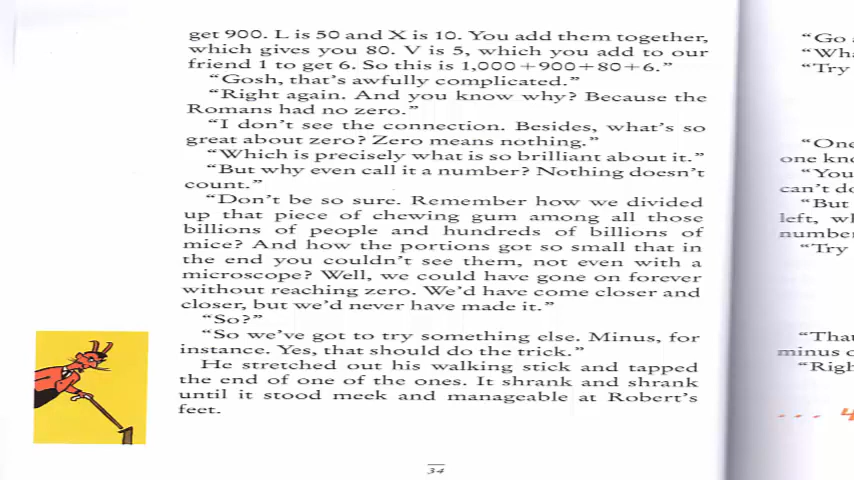 get 900. L is 50 and X is 10. You add them together,
which gives you 80. V is 5, which you add to our
friend 1 to get 6. So this is 1,000+900+80+6."
"Gosh, that's awfully complicated."
"Right again. And you know why? Because the
Romans had no zero."
"I don't see the connection. Besides, what's so
great about zero? Zero means nothing."
"Which is precisely what is so brilliant about it."
"But why even call it a number? Nothing doesn't
count."
"Don't be so sure. Remember how we divided
up that piece of chewing gum among all those
billions of people and hundreds of billions of
mice? And how the portions got so small that in
the end you couldn't see them, not even with a
microscope? Well, we could have gone on forever
without reaching zero. We'd have come closer and
closer, but we'd never have made it."
"So?"
"So we've got to try something else. Minus, for
instance. Yes, that should do the trick."
He stretched out his walking stick and tapped
the end of one of the ones. It shrank and shrank
until it stood meek and manageable at Robert's
feet.
34
"Go
"Wha
"Try
"One
one kno
"You
can't do
"But
left, wh
number
"Try
"That
minus o
"Righ
... 4